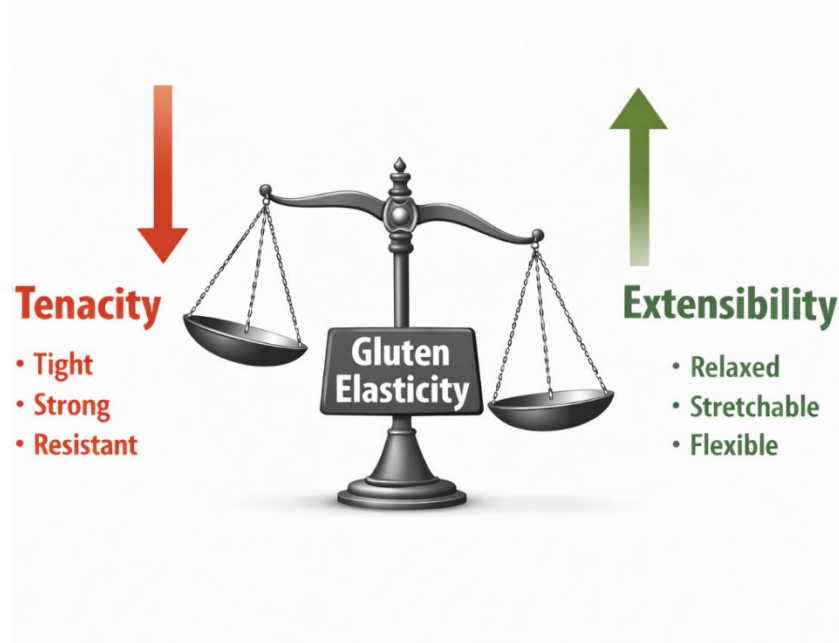 Tenacity
• Tight
• Strong
• Resistant
Gluten
Elasticity
Extensibility
• Relaxed
• Stretchable
• Flexible